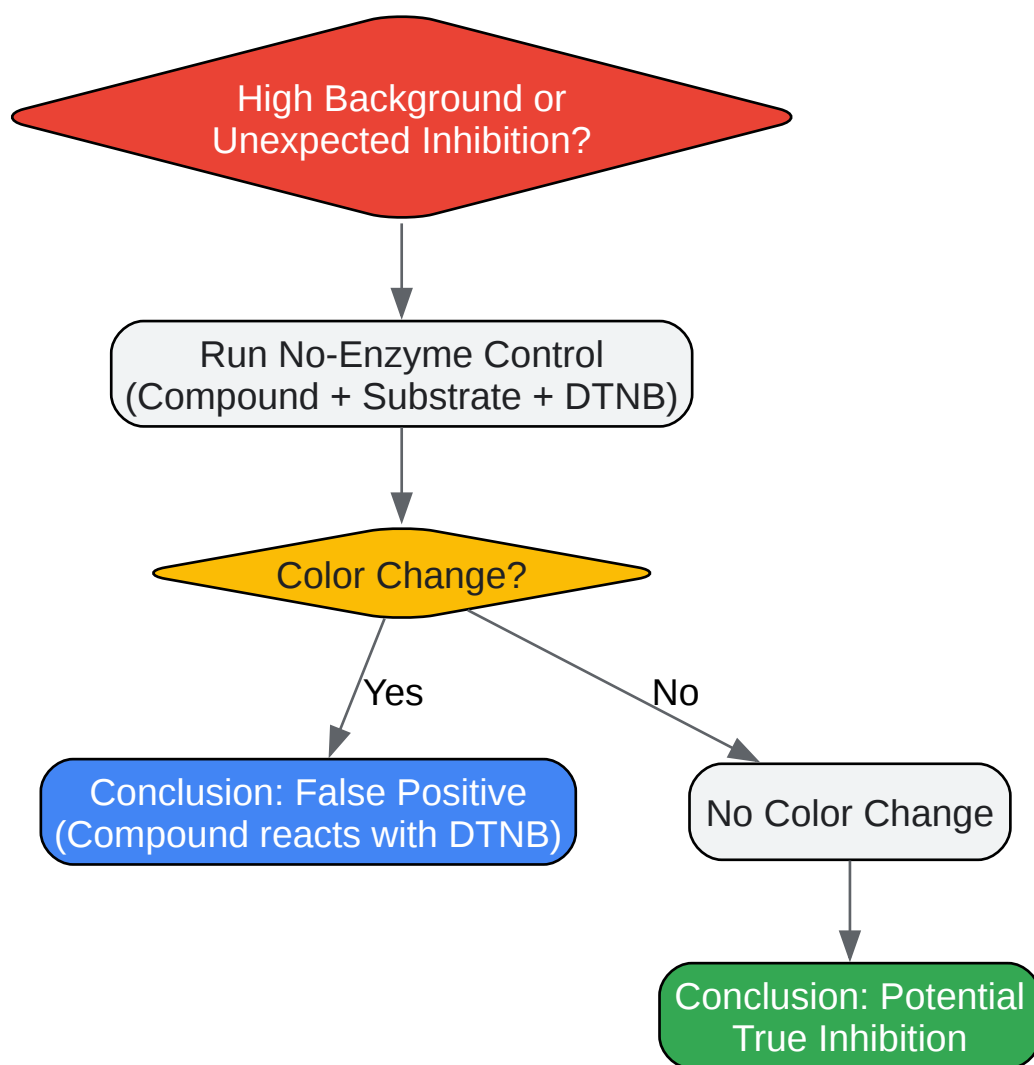 High Background or
Unexpected Inhibition?
Run No-Enzyme Control
(Compound + Substrate + DTNB)
Color Change?
Yes
No
Conclusion: False Positive
(Compound reacts with DTNB)
No Color Change
Conclusion: Potential
True Inhibition